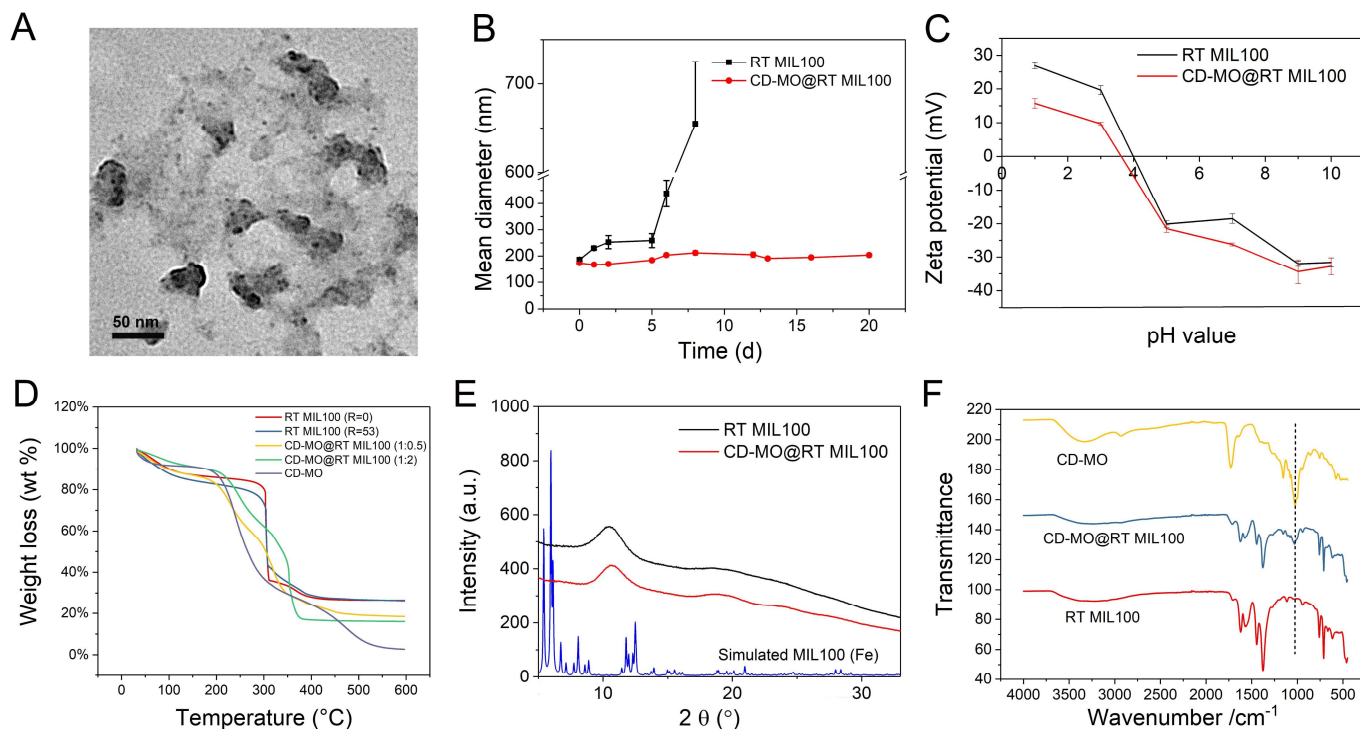 A
50 nm
B
RT MIL100
CD-MO@RT MIL100
Mean diameter (nm)
700
600
400
300
200
100
0
0 5 10 15 20
Time (d)
C
RT MIL100
CD-MO@RT MIL100
Zeta potential (mV)
30
20
10
0
-10
-20
-30
-40
0 2 4 6 8 10
pH value
D
RT MIL100 (R=0)
RT MIL100 (R=53)
CD-MO@RT MIL100 (1:0.5)
CD-MO@RT MIL100 (1:2)
CD-MO
Weight loss (wt %)
120%
100%
80%
60%
40%
20%
0%
0 100 200 300 400 500 600
Temperature (°C)
E
RT MIL100
CD-MO@RT MIL100
Simulated MIL100 (Fe)
Intensity (a.u.)
1000
800
600
400
200
0
10 20 30
2 θ (°)
F
CD-MO
CD-MO@RT MIL100
RT MIL100
Transmittance
220
200
180
160
140
120
100
80
60
4000 3500 3000 2500 2000 1500 1000 500
Wavenumber /cm-1